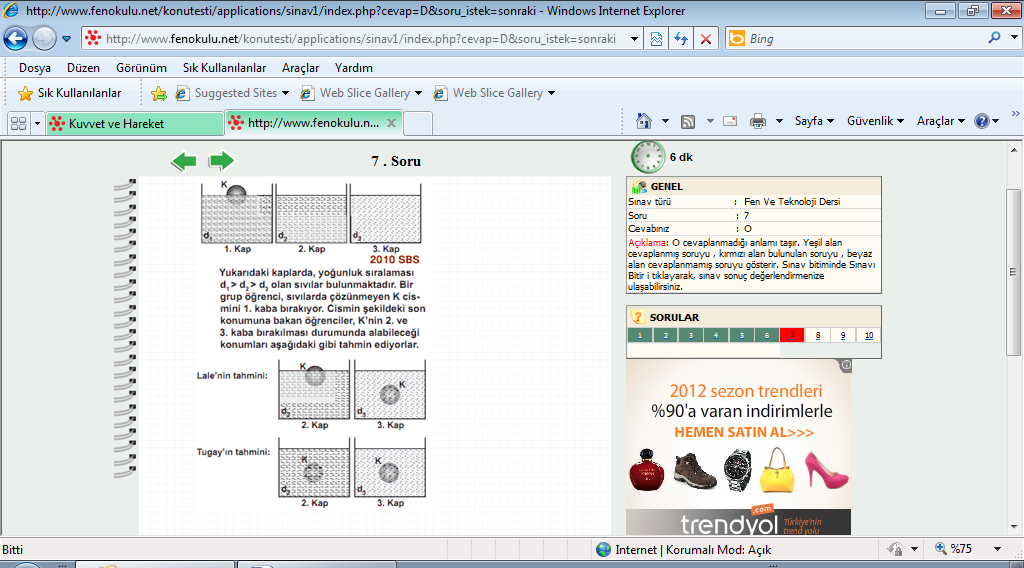 http://www.fenokulu.net/konutesti/applications/sinav1/index.php?cevap=D&soru_istek=sonraki - Windows Internet Explorer
http://www.fenokulu.net/konutesti/applications/sinav1/index.php?cevap=D&soru_istek=sonraki
Bing
Dosya Düzen Görünüm Sık Kullanılanlar Araçlar Yardım
Sık Kullanılanlar Suggested Sites Web Slice Gallery Web Slice Gallery
Kuvvet ve Hareket http://www.fenokulu.n... Sayfa Güvenlik Araçlar
7 . Soru
6 dk
K
d1 d2 d3
1. Kap 2. Kap 3. Kap
2010 SBS
Yukarıdaki kaplarda, yoğunluk sıralaması
d1 > d2 > d3 olan sıvılar bulunmaktadır. Bir
grup öğrenci, sıvılarda çözünmeyen K cis-
mini 1. kaba bırakıyor. Cismin şekildeki son
konumuna bakan öğrenciler, K'nin 2. ve
3. kaba bırakılması durumunda alabileceği
konumları aşağıdaki gibi tahmin ediyorlar.
Lale'nin tahmini:
K K
d2 d3
2. Kap 3. Kap
Tugay'ın tahmini:
K K
d2 d3
2. Kap 3. Kap
GENEL
Sınav türü : Fen Ve Teknoloji Dersi
Soru : 7
Cevabınız : O
Açıklama: O cevaplanmadığı anlamı taşır. Yeşil alan
cevaplanmış soruyu , kırmızı alan bulunulan soruyu , beyaz
alan cevaplanmamış soruyu gösterir. Sınav bitiminde Sınavı
Bitir i tıklayarak, sınav sonuç değerlendirmenize
ulaşabilirsiniz.
SORULAR
1 2 3 4 5 6 7 8 9 10
2012 sezon trendleri
%90'a varan indirimlerle
HEMEN SATIN AL>>>
trendyol
.com
Türkiye'nin
trend yolu
Bitti
Internet | Korumalı Mod: Açık
%75